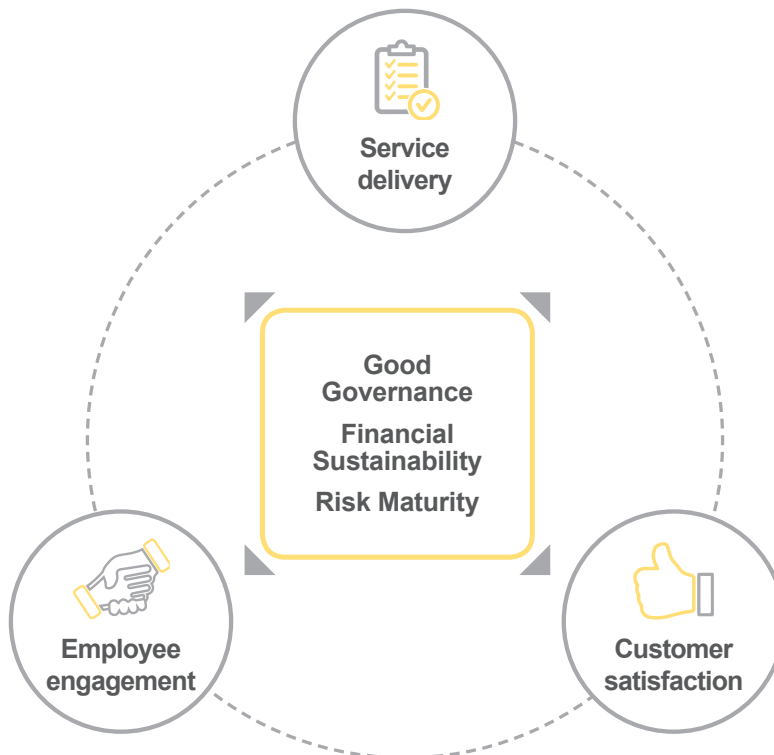 Service
delivery
Good
Governance
Financial
Sustainability
Risk Maturity
Employee
engagement
Customer
satisfaction